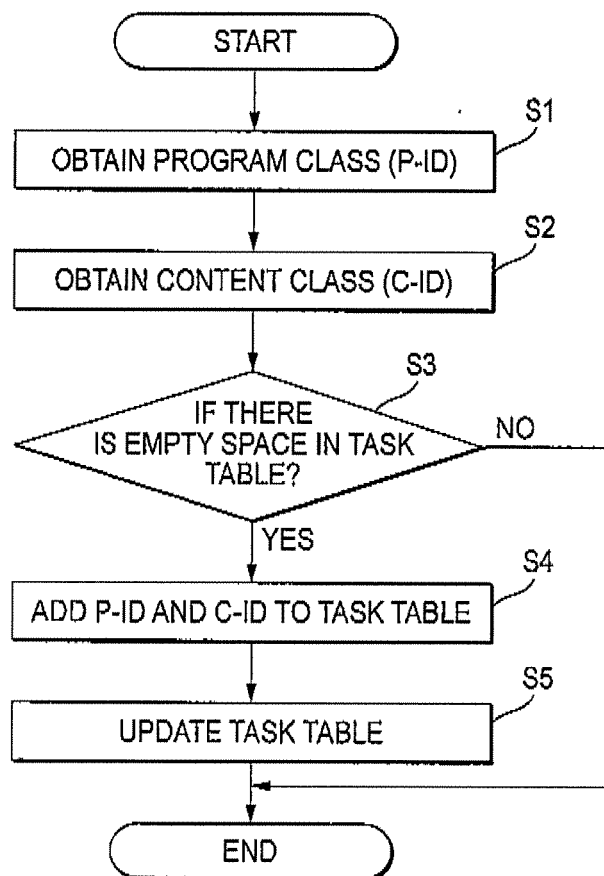 START
S1
OBTAIN PROGRAM CLASS (P-ID)
S2
OBTAIN CONTENT CLASS (C-ID)
S3
IF THERE
IS EMPTY SPACE IN TASK
TABLE?
NO
YES
S4
ADD P-ID AND C-ID TO TASK TABLE
S5
UPDATE TASK TABLE
END